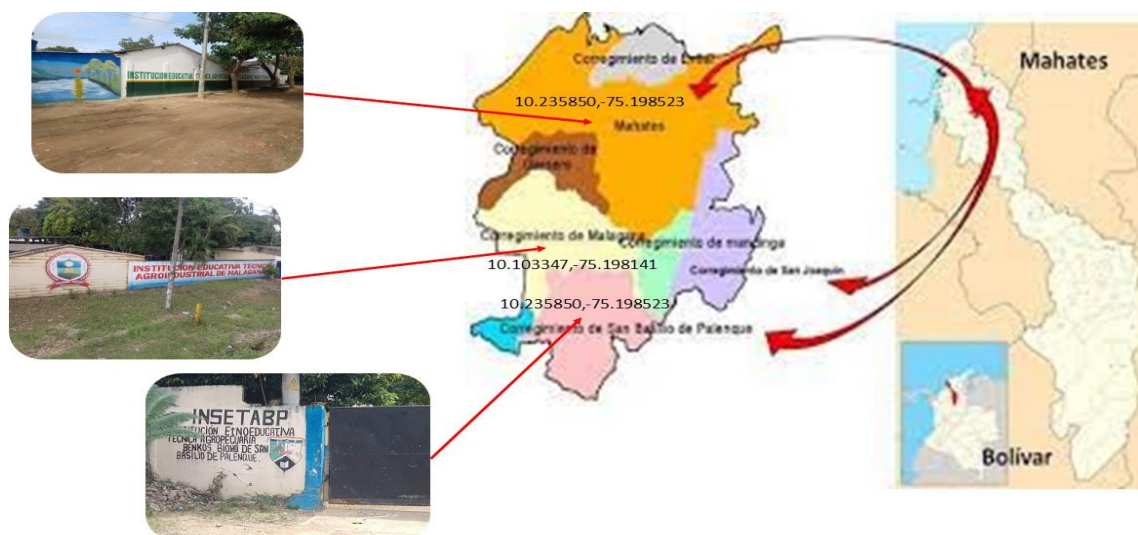 INSTITUCION EDUCATIVA TECNICA
Corregimiento de
10.235850,-75.198523
Mahates
Corregimiento de
Corregimiento de Malagana
Corregimiento de mandinga
10.103347,-75.198141
Corregimiento de San Joaquin
10.235850,-75.198523
Corregimiento de San Basilio de Palenque
Mahates
Bolívar
INSTITUCION EDUCATIVA TECNICA
AGROINDUSTRIAL DE MALAGANA
INSETABP
INSTITUCION ETNOEDUCATIVA
TECNICA AGROPECUARIA
BENKOS BIOHO DE SAN
BASILIO DE PALENQUE.